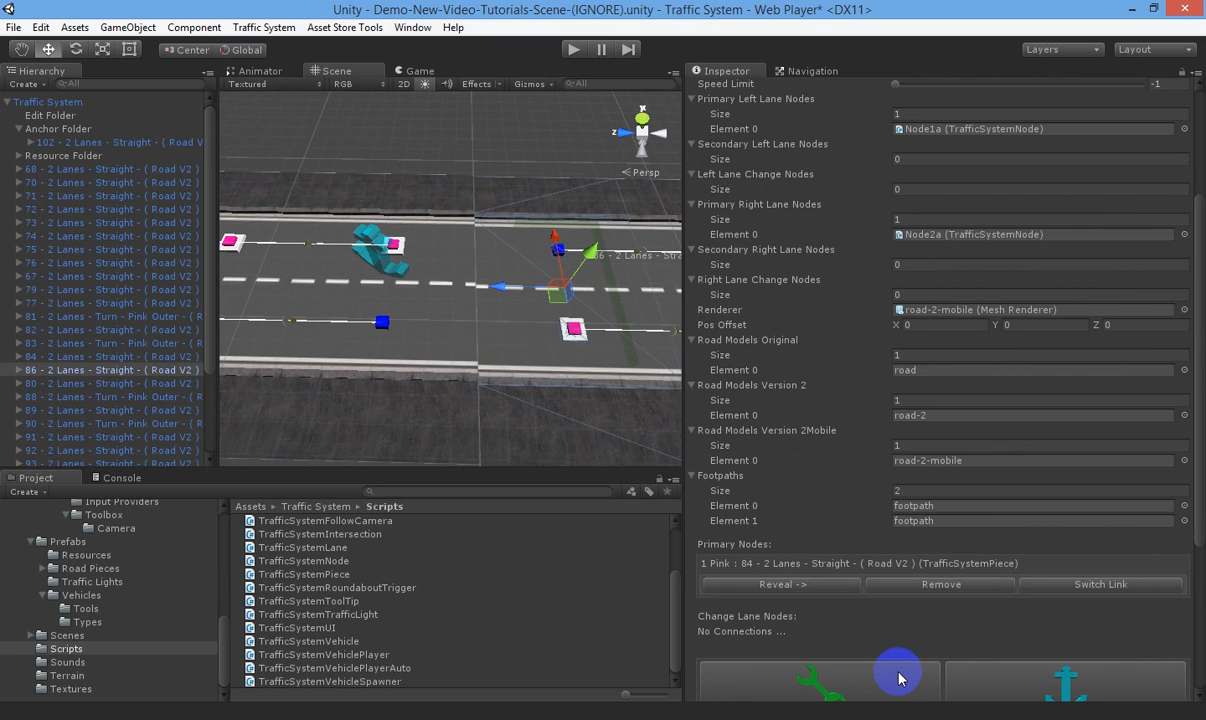 Unity - Demo-New-Video-Tutorials-Scene-(IGNORE).unity - Traffic System - Web Player* <DX11>
File Edit Assets GameObject Component Traffic System Asset Store Tools Window Help
Center Global Layers Layout
Hierarchy
Create All
Traffic System
Edit Folder
Anchor Folder
102 - 2 Lanes - Straight - ( Road V
Resource Folder
68 - 2 Lanes - Straight - ( Road V2 )
70 - 2 Lanes - Straight - ( Road V2 )
71 - 2 Lanes - Straight - ( Road V2 )
72 - 2 Lanes - Straight - ( Road V2 )
73 - 2 Lanes - Straight - ( Road V2 )
74 - 2 Lanes - Straight - ( Road V2 )
75 - 2 Lanes - Straight - ( Road V2 )
76 - 2 Lanes - Straight - ( Road V2 )
67 - 2 Lanes - Straight - ( Road V2 )
79 - 2 Lanes - Straight - ( Road V2 )
77 - 2 Lanes - Straight - ( Road V2 )
81 - 2 Lanes - Turn - Pink Outer - ( R
82 - 2 Lanes - Straight - ( Road V2 )
83 - 2 Lanes - Turn - Pink Outer - ( R
84 - 2 Lanes - Straight - ( Road V2 )
86 - 2 Lanes - Straight - ( Road V2 )
80 - 2 Lanes - Straight - ( Road V2 )
88 - 2 Lanes - Turn - Pink Outer - ( R
89 - 2 Lanes - Straight - ( Road V2 )
90 - 2 Lanes - Turn - Pink Outer - ( R
91 - 2 Lanes - Straight - ( Road V2 )
92 - 2 Lanes - Straight - ( Road V2 )
93 - 2 Lanes - Straight - ( Road V2 )
Animator Scene Game
Textured RGB 2D Effects Gizmos All
y
z
Persp
86 - 2 Lanes - Stra
Project Console
Create
Input Providers
Toolbox
Camera
Prefabs
Resources
Road Pieces
Traffic Lights
Vehicles
Tools
Types
Scenes
Scripts
Sounds
Terrain
Textures
Assets Traffic System Scripts
TrafficSystemFollowCamera
TrafficSystemIntersection
TrafficSystemLane
TrafficSystemNode
TrafficSystemPiece
TrafficSystemRoundaboutTrigger
TrafficSystemToolTip
TrafficSystemTrafficLight
TrafficSystemUI
TrafficSystemVehicle
TrafficSystemVehiclePlayer
TrafficSystemVehiclePlayerAuto
TrafficSystemVehicleSpawner
Inspector Navigation
Speed Limit -1
Primary Left Lane Nodes
Size 1
Element 0 Node1a (TrafficSystemNode)
Secondary Left Lane Nodes
Size 0
Left Lane Change Nodes
Size 0
Primary Right Lane Nodes
Size 1
Element 0 Node2a (TrafficSystemNode)
Secondary Right Lane Nodes
Size 0
Right Lane Change Nodes
Size 0
Renderer road-2-mobile (Mesh Renderer)
Pos Offset X 0 Y 0 Z 0
Road Models Original
Size 1
Element 0 road
Road Models Version 2
Size 1
Element 0 road-2
Road Models Version 2Mobile
Size 1
Element 0 road-2-mobile
Footpaths
Size 2
Element 0 footpath
Element 1 footpath
Primary Nodes:
1 Pink : 84 - 2 Lanes - Straight - ( Road V2 ) (TrafficSystemPiece)
Reveal -> Remove Switch Link
Change Lane Nodes:
No Connections ...